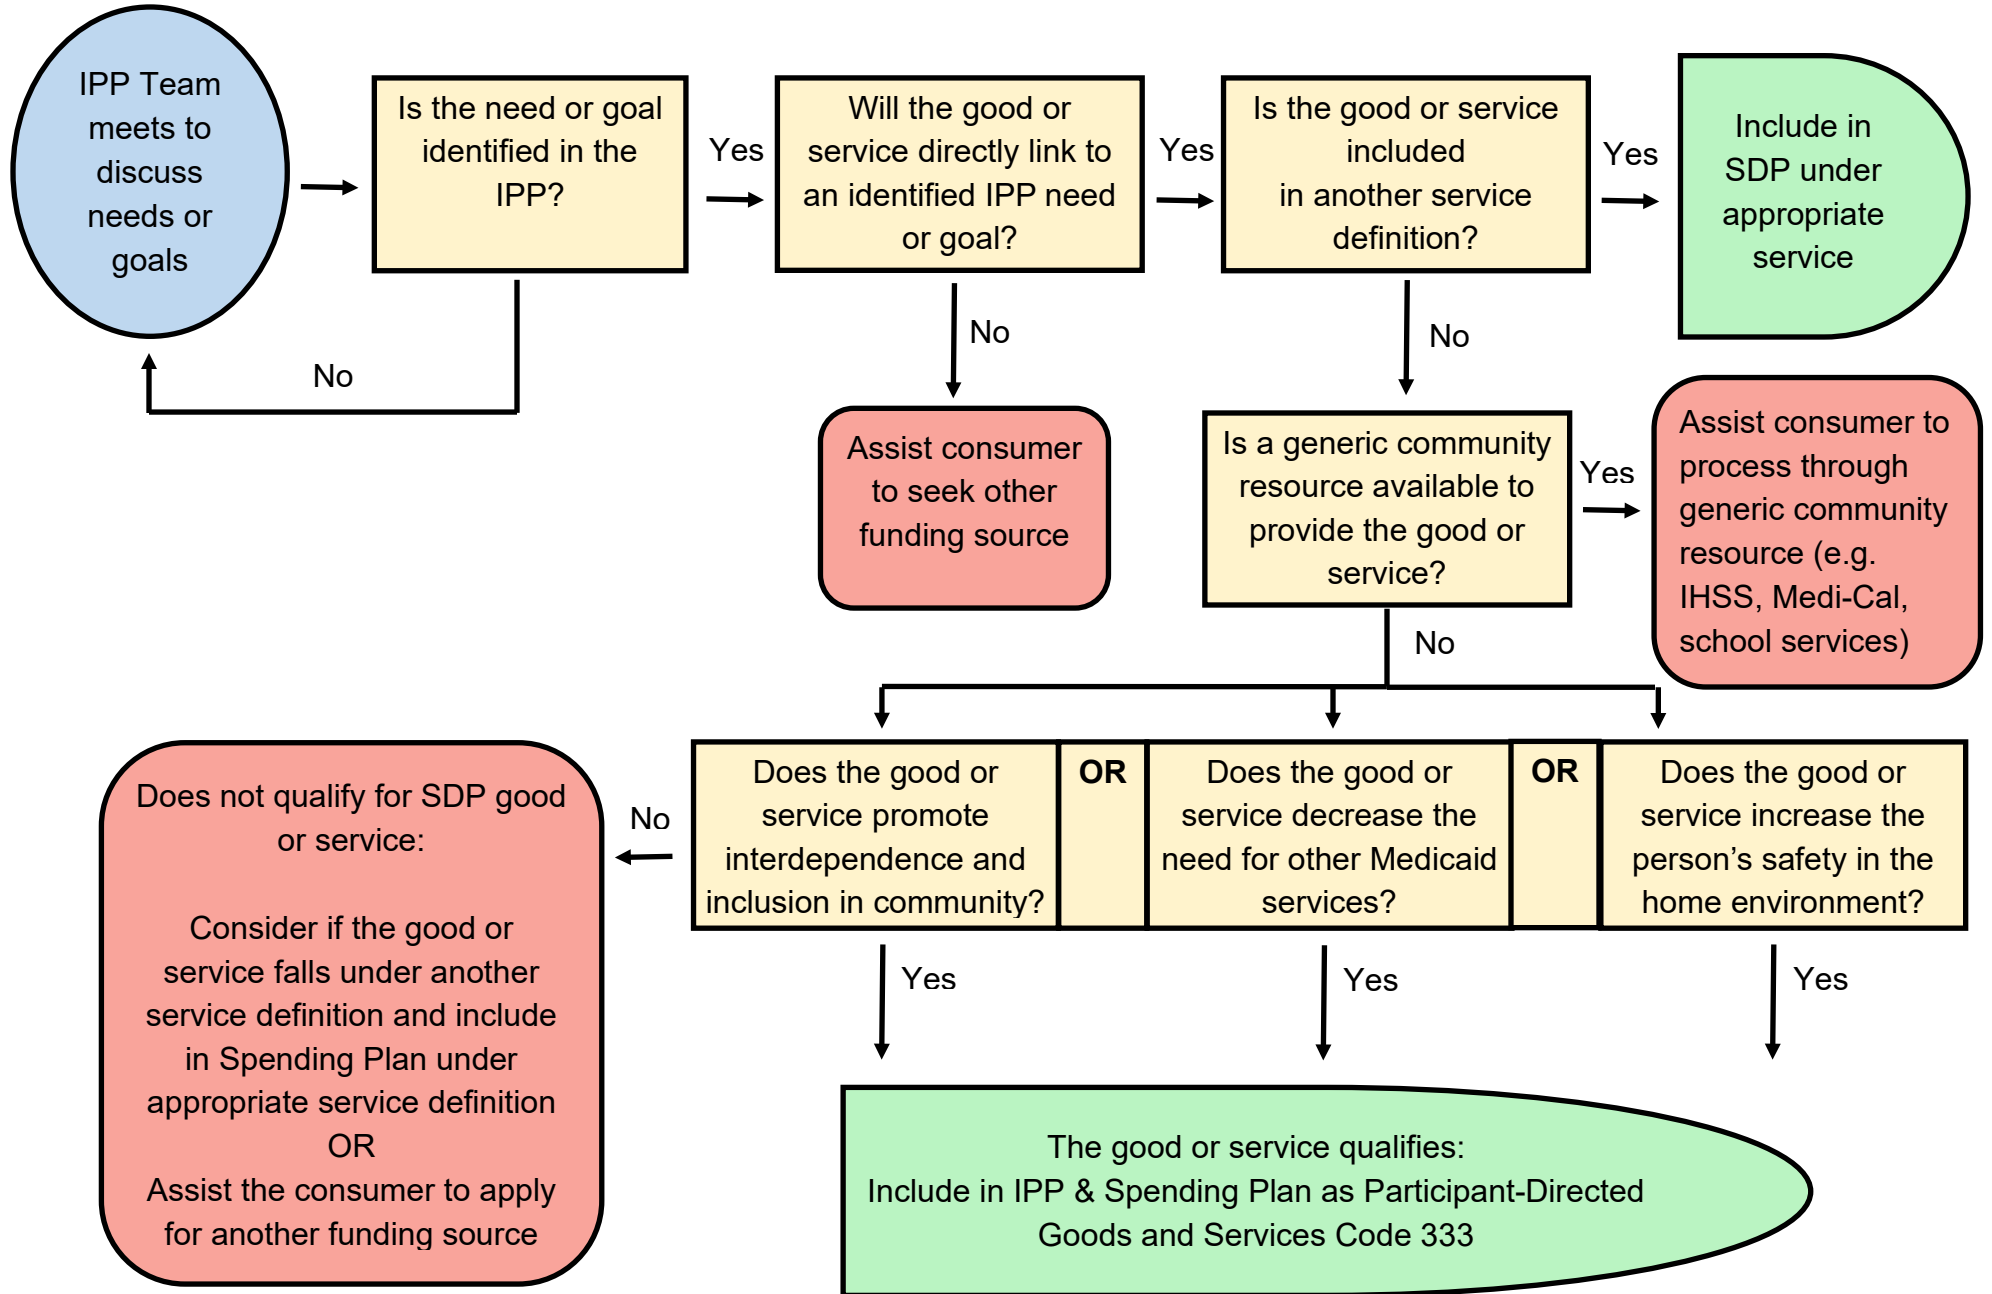 IPP Team
meets to
discuss
needs or
goals
Is the need or goal
identified in the
IPP?
Yes
Will the good or
service directly link to
an identified IPP need
or goal?
Yes
Is the good or service
included
in another service
definition?
Yes
Include in
SDP under
appropriate
service
No
No
No
Assist consumer
to seek other
funding source
Is a generic community
resource available to
provide the good or
service?
Yes
Assist consumer to
process through
generic community
resource (e.g.
IHSS, Medi-Cal,
school services)
No
Does not qualify for SDP good
or service:
Consider if the good or
service falls under another
service definition and include
in Spending Plan under
appropriate service definition
OR
Assist the consumer to apply
for another funding source
No
Does the good or
service promote
interdependence and
inclusion in community?
OR
Does the good or
service decrease the
need for other Medicaid
services?
OR
Does the good or
service increase the
person’s safety in the
home environment?
Yes
Yes
Yes
The good or service qualifies:
Include in IPP & Spending Plan as Participant-Directed
Goods and Services Code 333